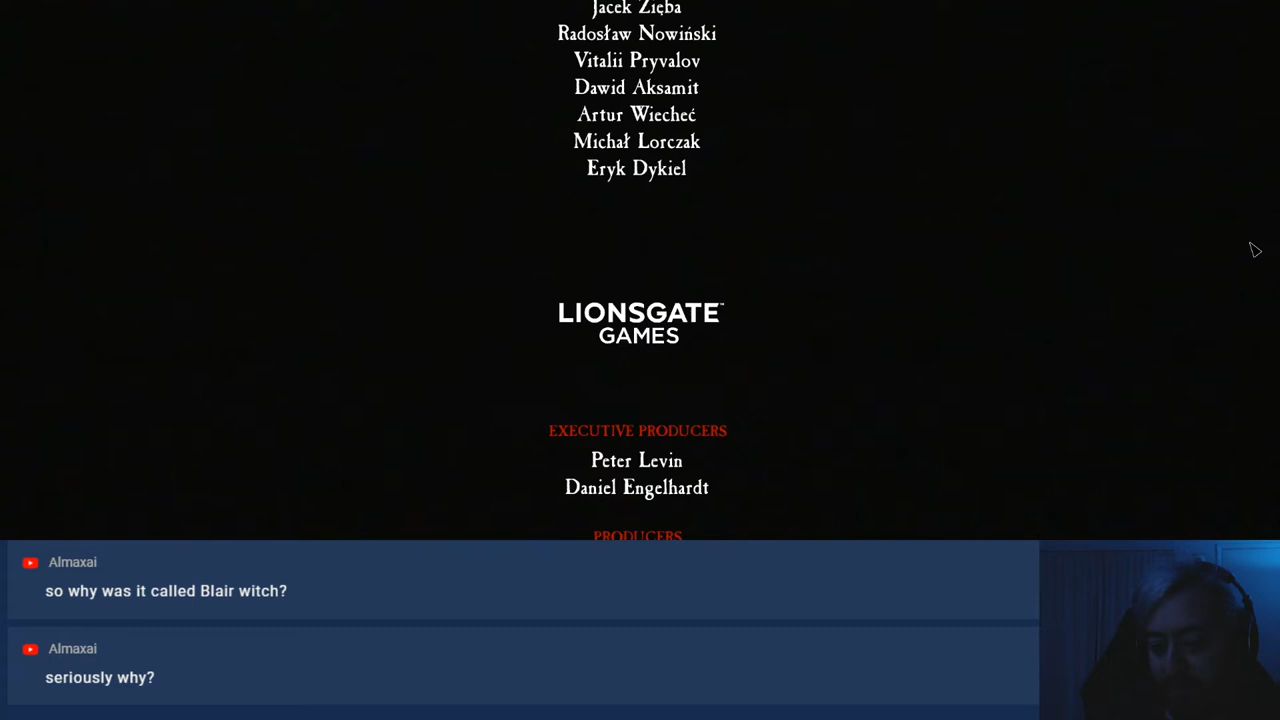 Jacek Zięba
Radosław Nowiński
Vitalii Pryvalov
Dawid Aksamit
Artur Wiecheć
Michał Lorczak
Eryk Dykiel
LIONSGATE™
GAMES
EXECUTIVE PRODUCERS
Peter Levin
Daniel Engelhardt
PRODUCERS
Almaxai
so why was it called Blair witch?
Almaxai
seriously why?